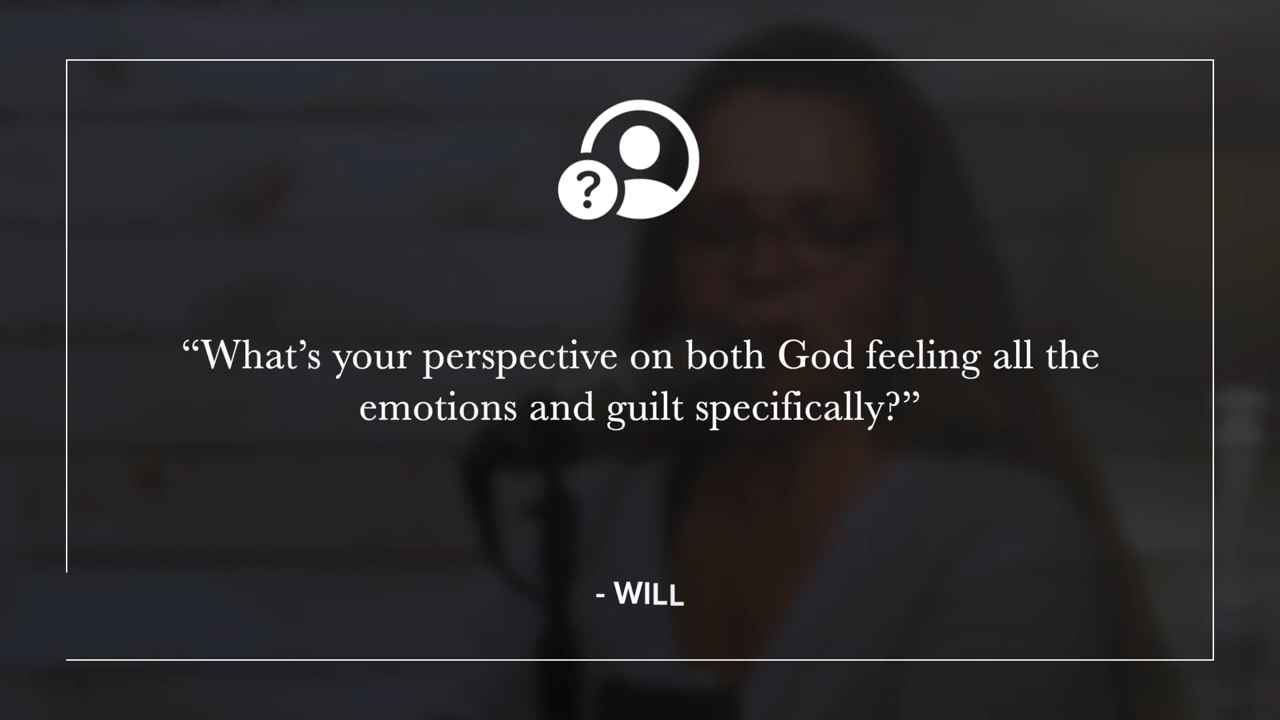 ?
“What’s your perspective on both God feeling all the
emotions and guilt specifically?”
- WILL